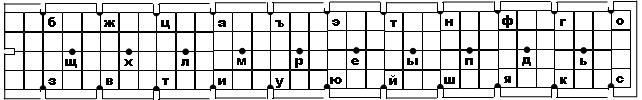 б ж ц а ъ э т н ф г о
щ х л м р е ы п д ь
з в т и у ю й ш я к с